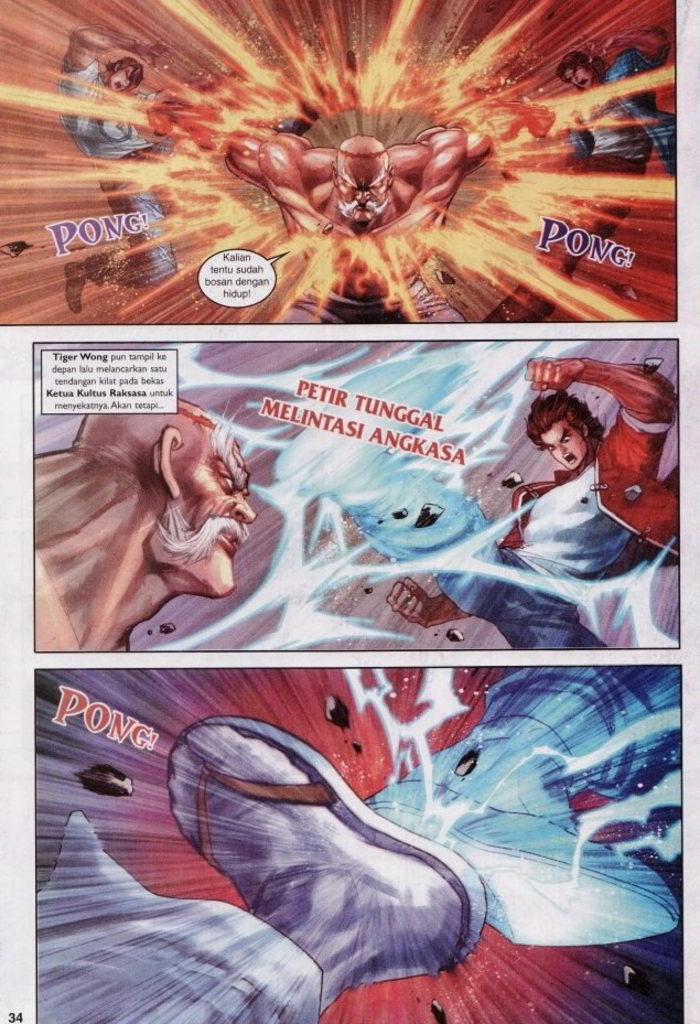 PONG!
PONG!
Kalian
tentu sudah
bosan dengan
hidup!
Tiger Wong pun tampil ke
depan lalu melancarkan satu
tendangan kilat pada bekas
Ketua Kultus Raksasa untuk
menyekatnya. Akan tetapi...
PETIR TUNGGAL
MELINTASI ANGKASA
PONG!
34